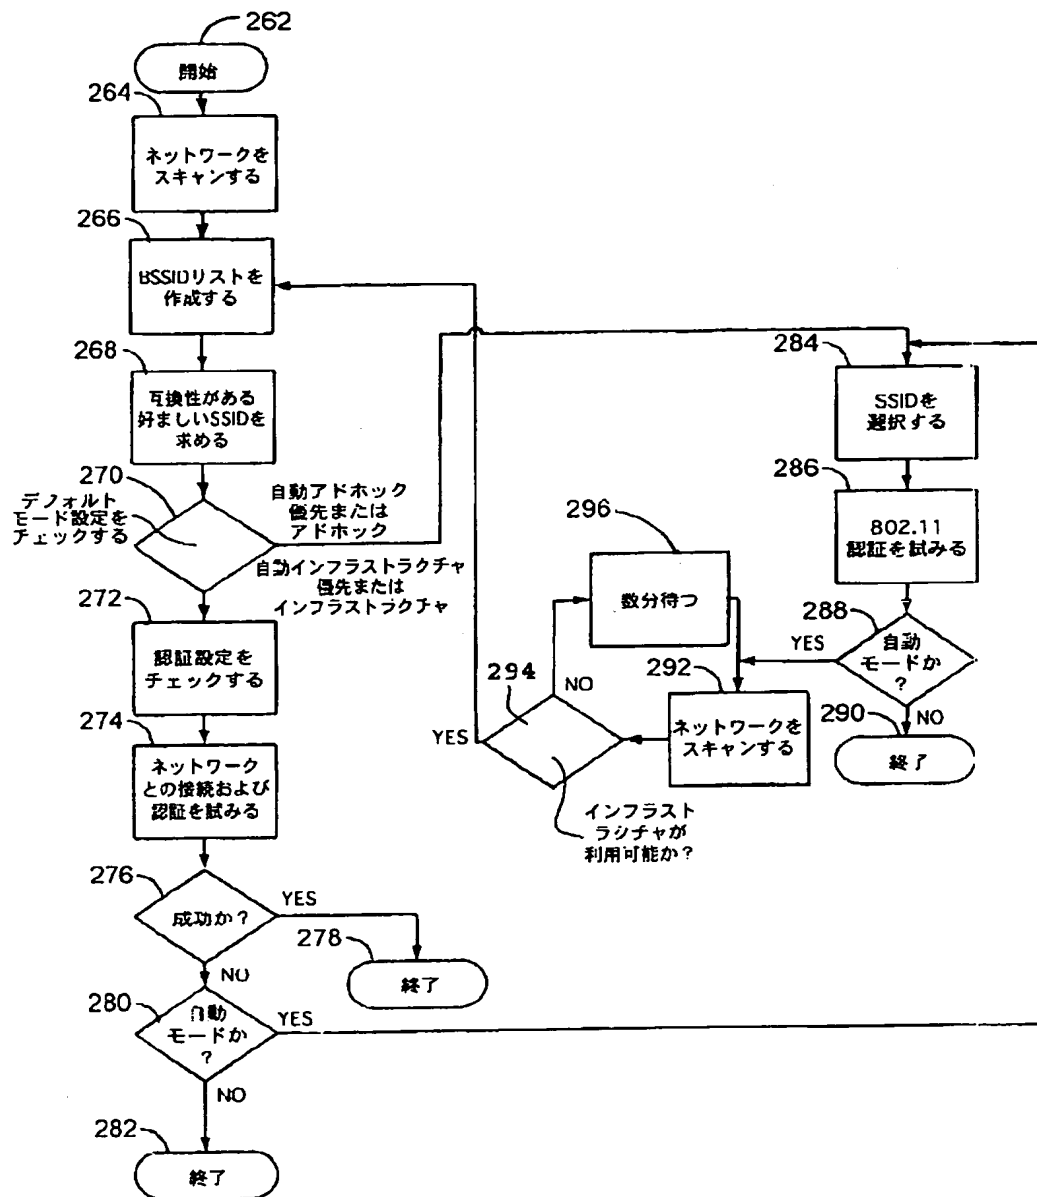 262
開始
264
ネットワークを
スキャンする
266
BSSIDリストを
作成する
268
互換性がある
好ましいSSIDを
求める
270
デフォルト
モード設定を
チェックする
自動アドホック
優先または
アドホック
自動インフラストラクチャ
優先または
インフラストラクチャ
272
認証設定を
チェックする
274
ネットワーク
との接続および
認証を試みる
276
成功か?
YES
278
終了
NO
280
自動
モードか
?
YES
NO
282
終了
284
SSIDを
選択する
286
802.11
認証を試みる
288
自動
モードか
?
YES
NO
290
終了
296
数分待つ
292
ネットワークを
スキャンする
294
NO
YES
インフラスト
ラクチャが
利用可能か?